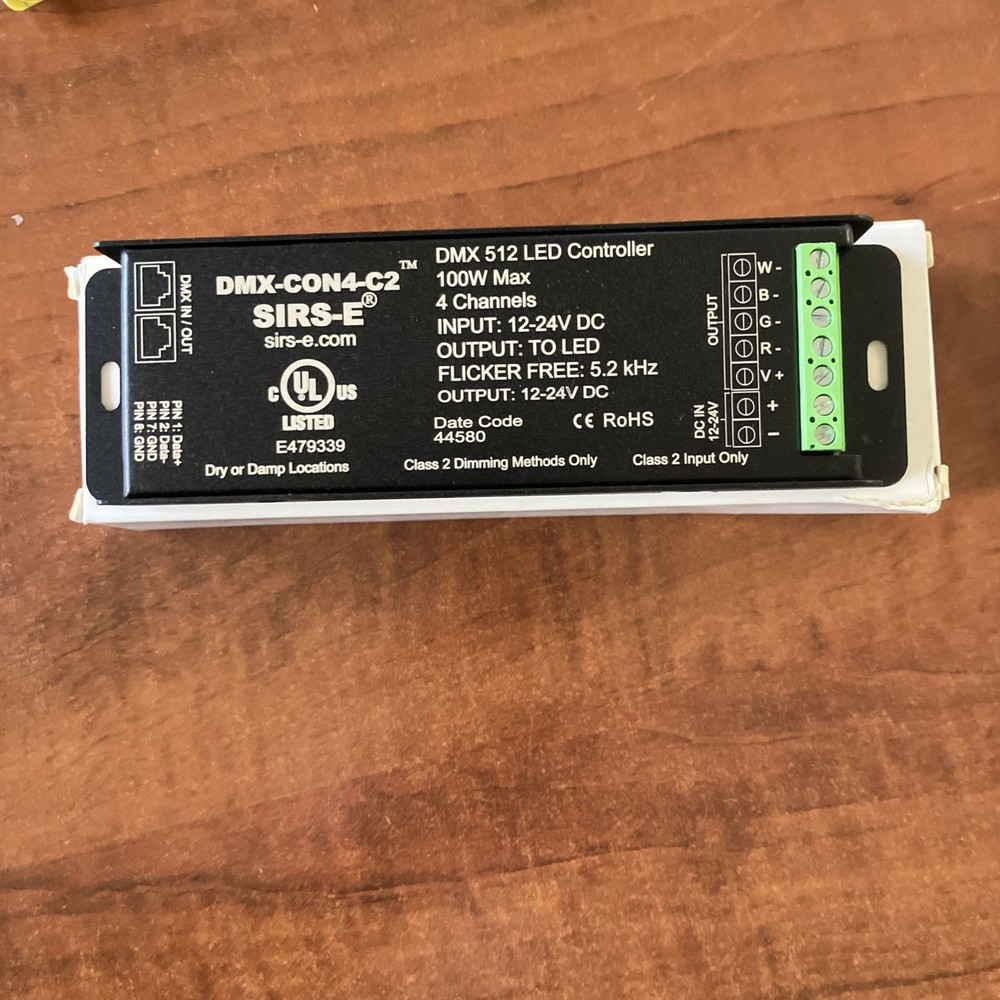 DMX IN / OUT
PIN 1: Data+
PIN 2: Data-
PIN 7: GND
PIN 8: GND
DMX-CON4-C2™
SIRS-E®
sirs-e.com
C UL US
LISTED
E479339
Dry or Damp Locations
DMX 512 LED Controller
100W Max
4 Channels
INPUT: 12-24V DC
OUTPUT: TO LED
FLICKER FREE: 5.2 kHz
OUTPUT: 12-24V DC
Date Code
44580
CE RoHS
Class 2 Dimming Methods Only
Class 2 Input Only
OUTPUT
W -
B -
G -
R -
V +
DC IN
12-24V
+
–